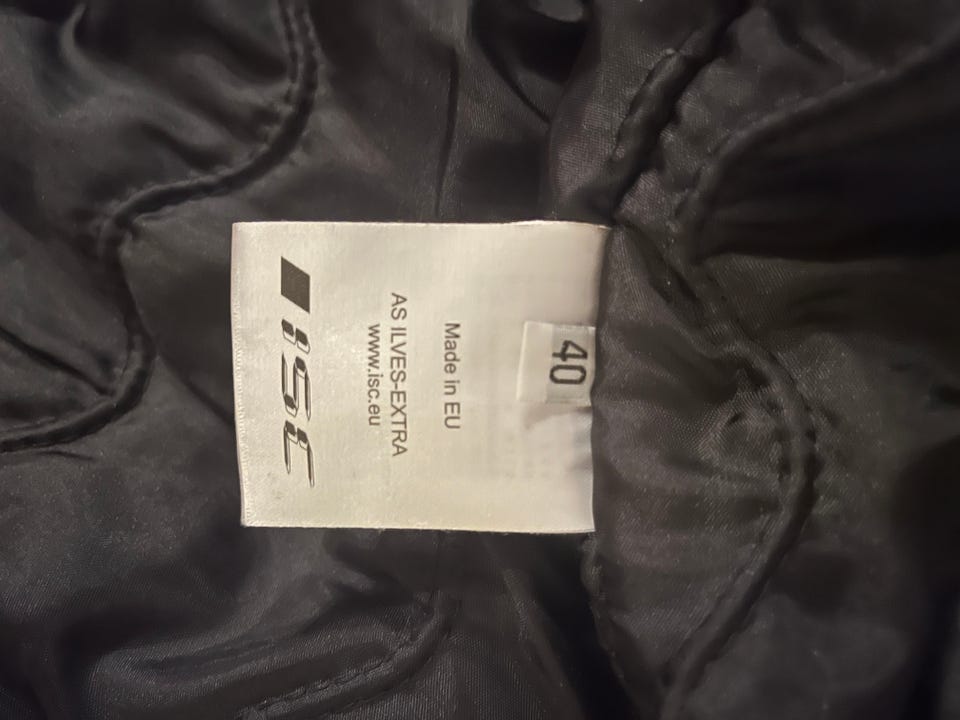 40
Made in EU
AS ILVES-EXTRA
www.isc.eu
isc